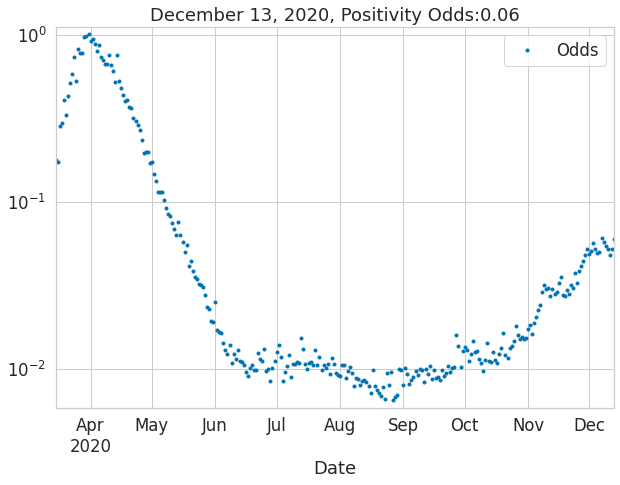 December 13, 2020, Positivity Odds:0.06
Odds
10⁰
10⁻¹
10⁻²
Apr May Jun Jul Aug Sep Oct Nov Dec
2020
Date